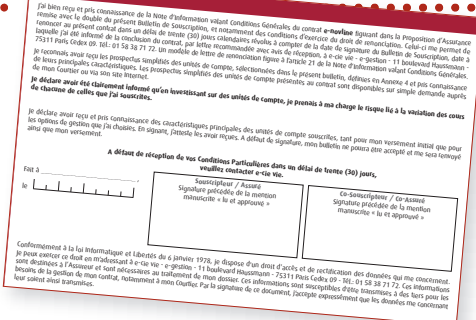 J'ai bien reçu et pris connaissance de la Note d'Information valant Conditions Générales du contrat e-novline figurant dans la Proposition d'Assurance
remise avec le double du présent Bulletin de Souscription, et notamment des conditions d'exercice du droit de renonciation. Celui-ci me permet de
renoncer au présent contrat dans un délai de trente (30) jours calendaires révolus à compter de la date de signature du Bulletin de Souscription, date à
laquelle j'ai été informé de la conclusion du contrat, par lettre recommandée avec avis de réception, à e-cie vie - e-gestion - 11 boulevard Haussmann -
75311 Paris Cedex 09. Tél.: 01 58 38 71 72. Un modèle de lettre de renonciation figure à l'article 21 de la Note d'Information valant Conditions Générales.
Je reconnais avoir reçu les prospectus simplifiés des unités de compte, sélectionnées dans le présent bulletin, définies en Annexe 4 et pris connaissance
de leurs principales caractéristiques. Les prospectus simplifiés des unités de compte présentes au contrat sont disponibles sur simple demande auprès
de mon Courtier ou via son site Internet.
Je déclare avoir été clairement informé qu'en investissant sur des unités de compte, je prenais à ma charge le risque lié à la variation des cours
de chacune de celles que j'ai souscrites.
Je déclare avoir reçu et pris connaissance des caractéristiques principales des unités de compte souscrites, tant pour mon versement initial que pour
les options de gestion que j'ai choisies. En signant, j'atteste les avoir reçues. A défaut de signature, mon bulletin ne pourra être accepté et me sera renvoyé
ainsi que mon versement.
A défaut de réception de vos Conditions Particulières dans un délai de trente (30) jours,
veuillez contacter e-cie vie.
Fait à
le
Souscripteur / Assuré
Signature précédée de la mention
manuscrite « lu et approuvé »
Co-Souscripteur / Co-Assuré
Signature précédée de la mention
manuscrite « lu et approuvé »
Conformément à la loi Informatique et Libertés du 6 janvier 1978, je dispose d'un droit d'accès et de rectification des données qui me concernent.
Je peux exercer ce droit en m'adressant à e-cie vie - e-gestion - 11 boulevard Haussmann - 75311 Paris Cedex 09 - Tél.: 01 58 38 71 72. Ces informations
sont destinées à l'Assureur et sont nécessaires au traitement de mon dossier. Ces informations sont susceptibles d'être transmises à des tiers pour les
besoins de la gestion de mon contrat, notamment à mon Courtier. Par la signature de ce document, j'accepte expressément que les données me concernant
leur soient ainsi transmises.